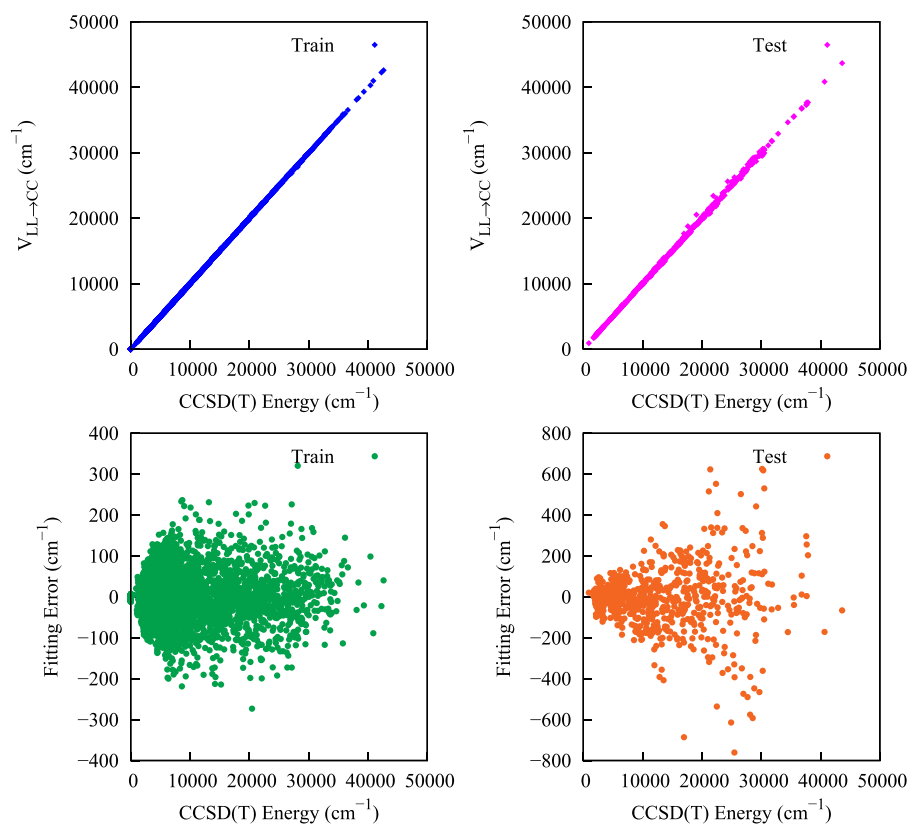 50000
40000
30000
20000
10000
0
V_LL→CC (cm⁻¹)
Train
0 10000 20000 30000 40000 50000
CCSD(T) Energy (cm⁻¹)
50000
40000
30000
20000
10000
0
V_LL→CC (cm⁻¹)
Test
0 10000 20000 30000 40000 50000
CCSD(T) Energy (cm⁻¹)
400
300
200
100
0
−100
−200
−300
−400
Fitting Error (cm⁻¹)
Train
0 10000 20000 30000 40000 50000
CCSD(T) Energy (cm⁻¹)
800
600
400
200
0
−200
−400
−600
−800
Fitting Error (cm⁻¹)
Test
0 10000 20000 30000 40000 50000
CCSD(T) Energy (cm⁻¹)